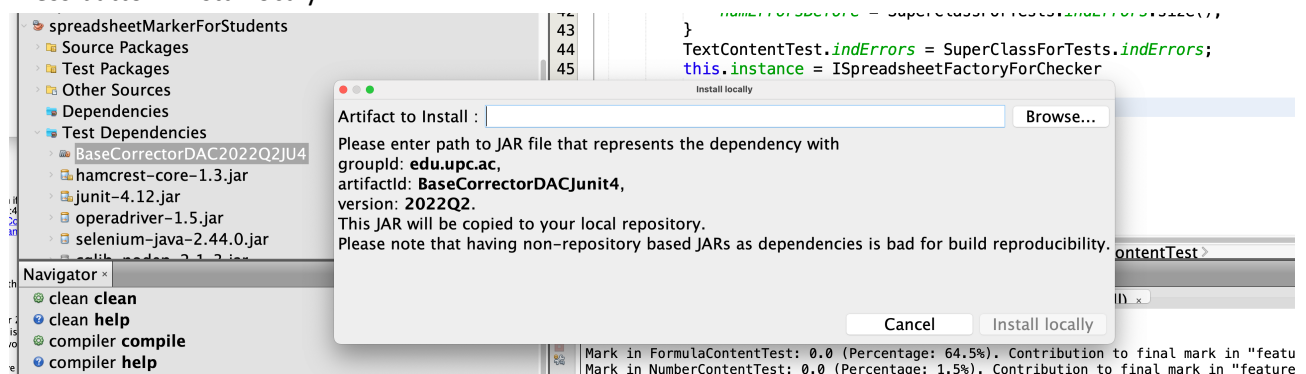 spreadsheetMarkerForStudents
Source Packages
Test Packages
Other Sources
Dependencies
Test Dependencies
BaseCorrectorDAC2022Q2JU4
hamcrest-core-1.3.jar
junit-4.12.jar
operadriver-1.5.jar
selenium-java-2.44.0.jar
Navigator ×
clean clean
clean help
compiler compile
compiler help
42 numErrorsBefore = SuperClassForTests.indErrors.size();
43 }
44 TextContentTest.indErrors = SuperClassForTests.indErrors;
45 this.instance = ISpreadsheetFactoryForChecker
Install locally
Artifact to Install :
Browse...
Please enter path to JAR file that represents the dependency with
groupId: edu.upc.ac,
artifactId: BaseCorrectorDACJunit4,
version: 2022Q2.
This JAR will be copied to your local repository.
Please note that having non-repository based JARs as dependencies is bad for build reproducibility.
Cancel
Install locally
ontentTest
Mark in FormulaContentTest: 0.0 (Percentage: 64.5%). Contribution to final mark in "featu
Mark in NumberContentTest: 0.0 (Percentage: 1.5%). Contribution to final mark in "feature